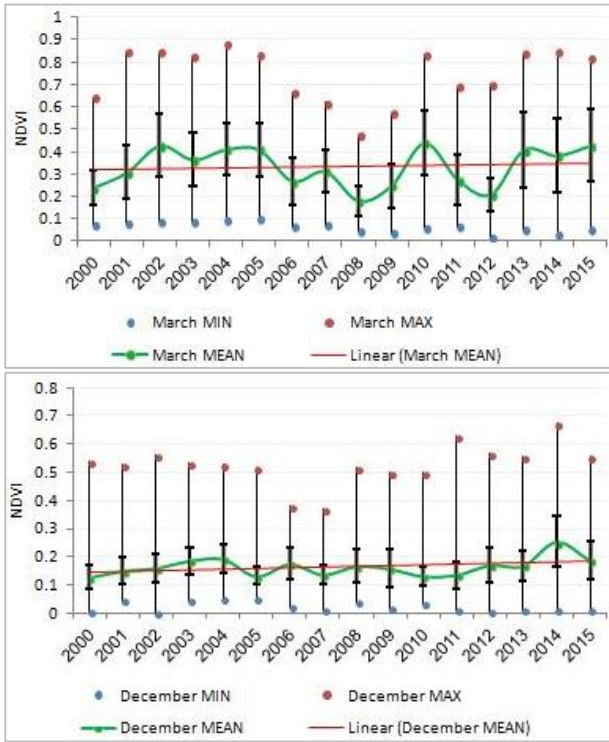 1
0.9
0.8
0.7
0.6
0.5
0.4
0.3
0.2
0.1
0
NDVI
2000 2001 2002 2003 2004 2005 2006 2007 2008 2009 2010 2011 2012 2013 2014 2015
March MIN March MAX
March MEAN Linear (March MEAN)
0.8
0.7
0.6
0.5
0.4
0.3
0.2
0.1
0
NDVI
2000 2001 2002 2003 2004 2005 2006 2007 2008 2009 2010 2011 2012 2013 2014 2015
December MIN December MAX
December MEAN Linear (December MEAN)